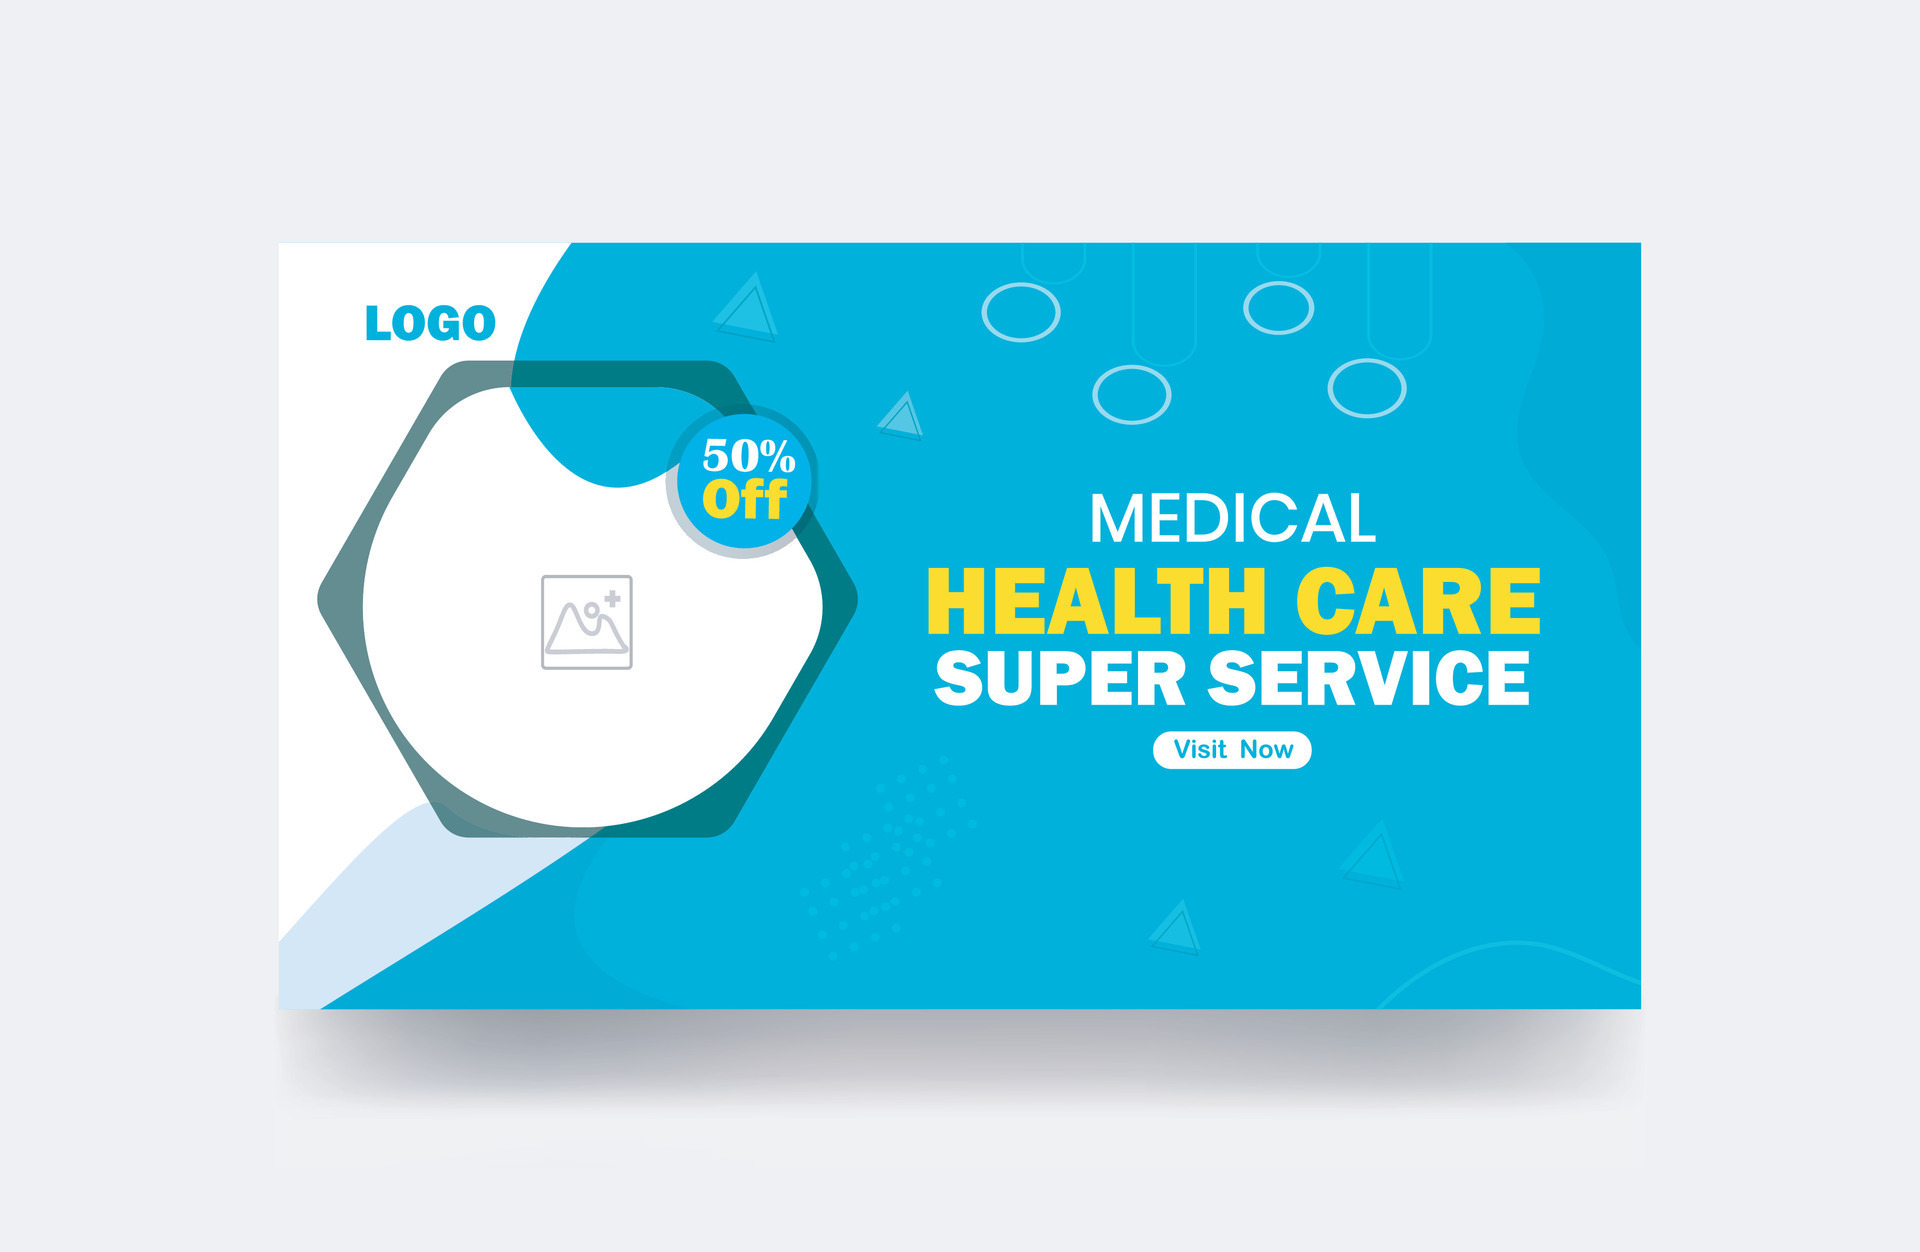 LOGO
50%
Off
MEDICAL
HEALTH CARE
SUPER SERVICE
Visit Now